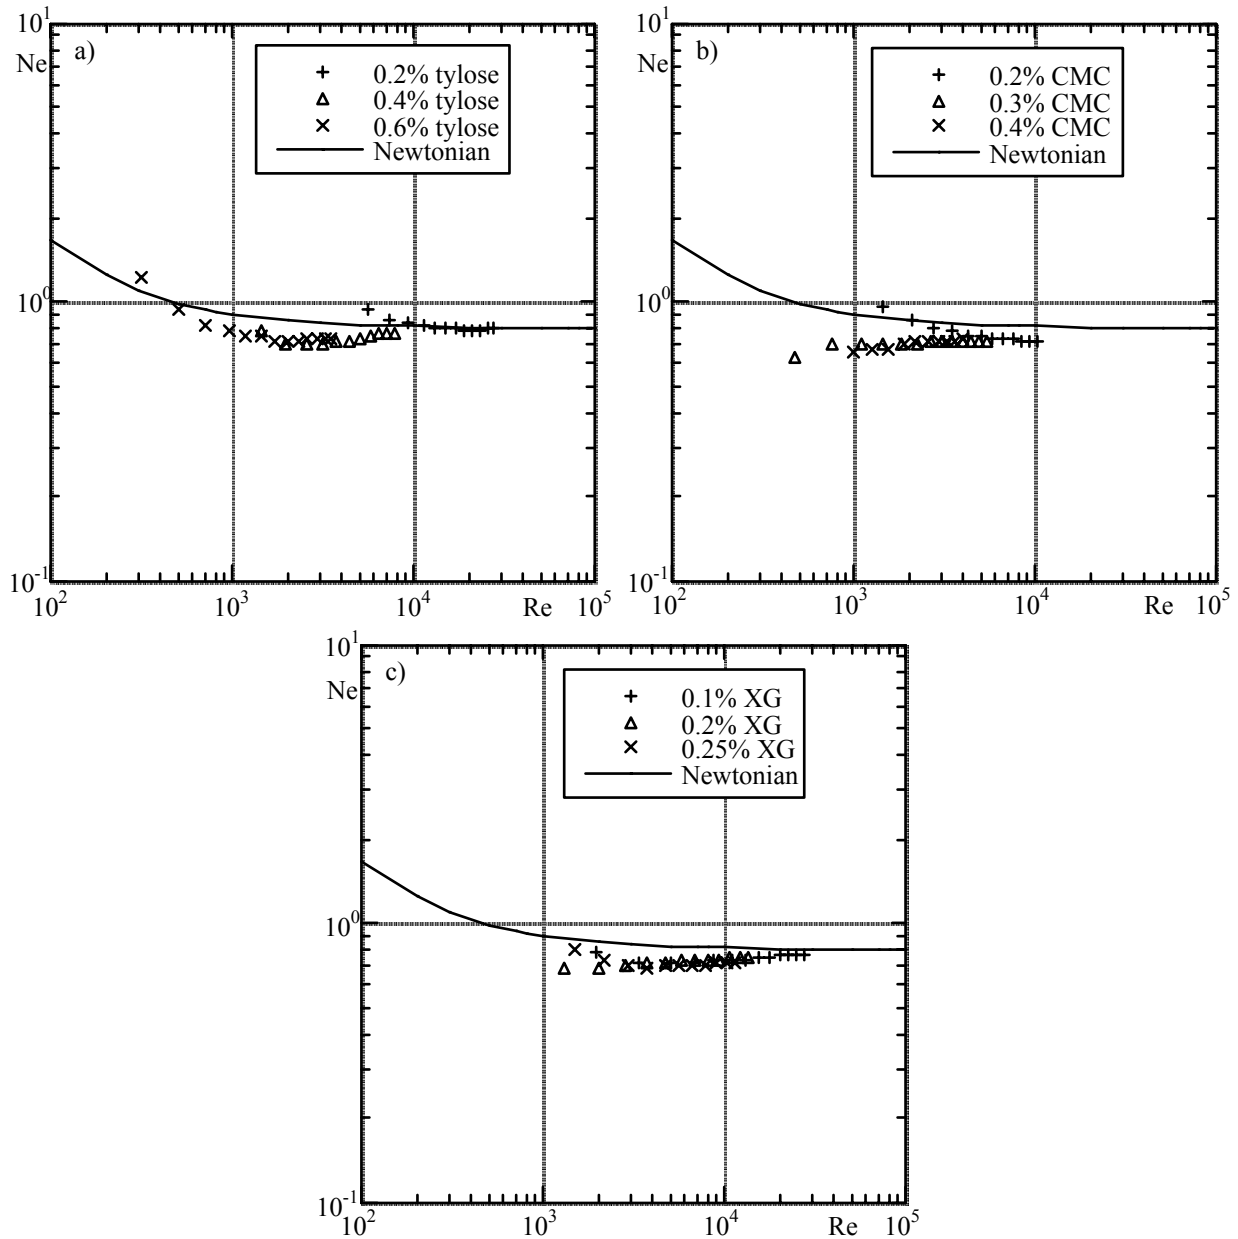 10^1
Ne
a)
0.2% tylose
0.4% tylose
0.6% tylose
Newtonian
10^0
10^-1
10^2
10^3
10^4
Re
10^5
10^1
Ne
b)
0.2% CMC
0.3% CMC
0.4% CMC
Newtonian
10^0
10^-1
10^2
10^3
10^4
Re
10^5
10^1
Ne
c)
0.1% XG
0.2% XG
0.25% XG
Newtonian
10^0
10^-1
10^2
10^3
10^4
Re
10^5